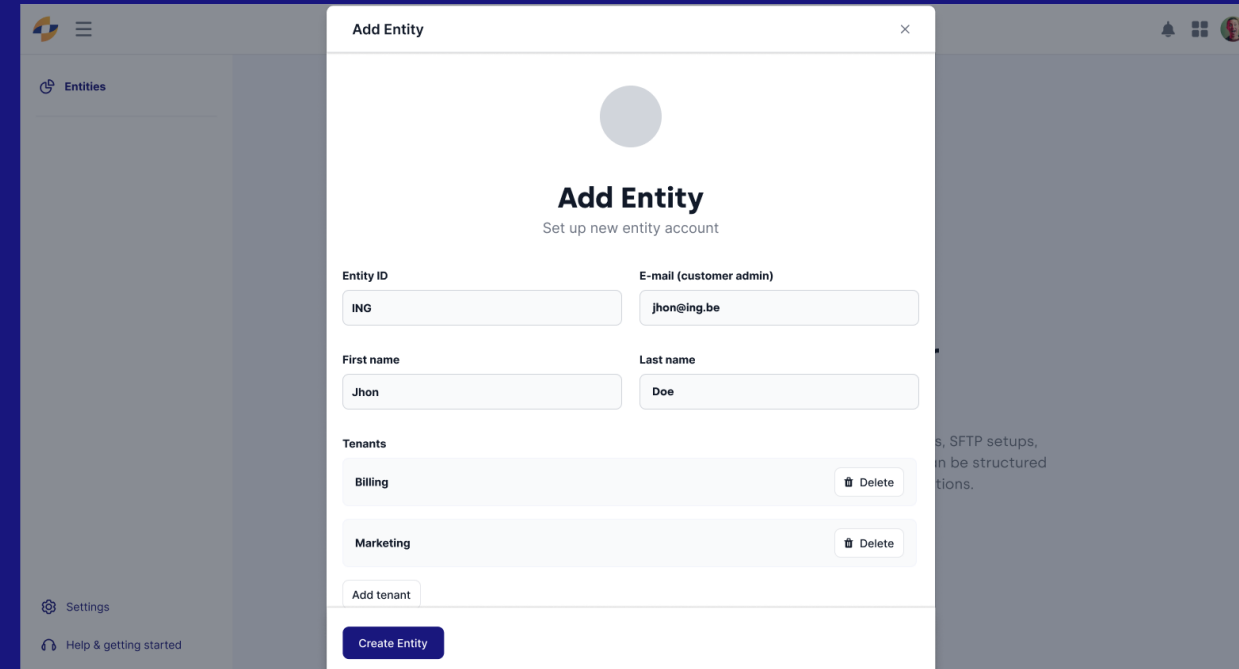 Add Entity
Entities
Add Entity
Set up new entity account
Entity ID
E-mail (customer admin)
ING
jhon@ing.be
First name
Last name
Jhon
Doe
Tenants
Billing
Delete
Marketing
Delete
Add tenant
Create Entity
s, SFTP setups,
be structured
tions.
Settings
Help & getting started